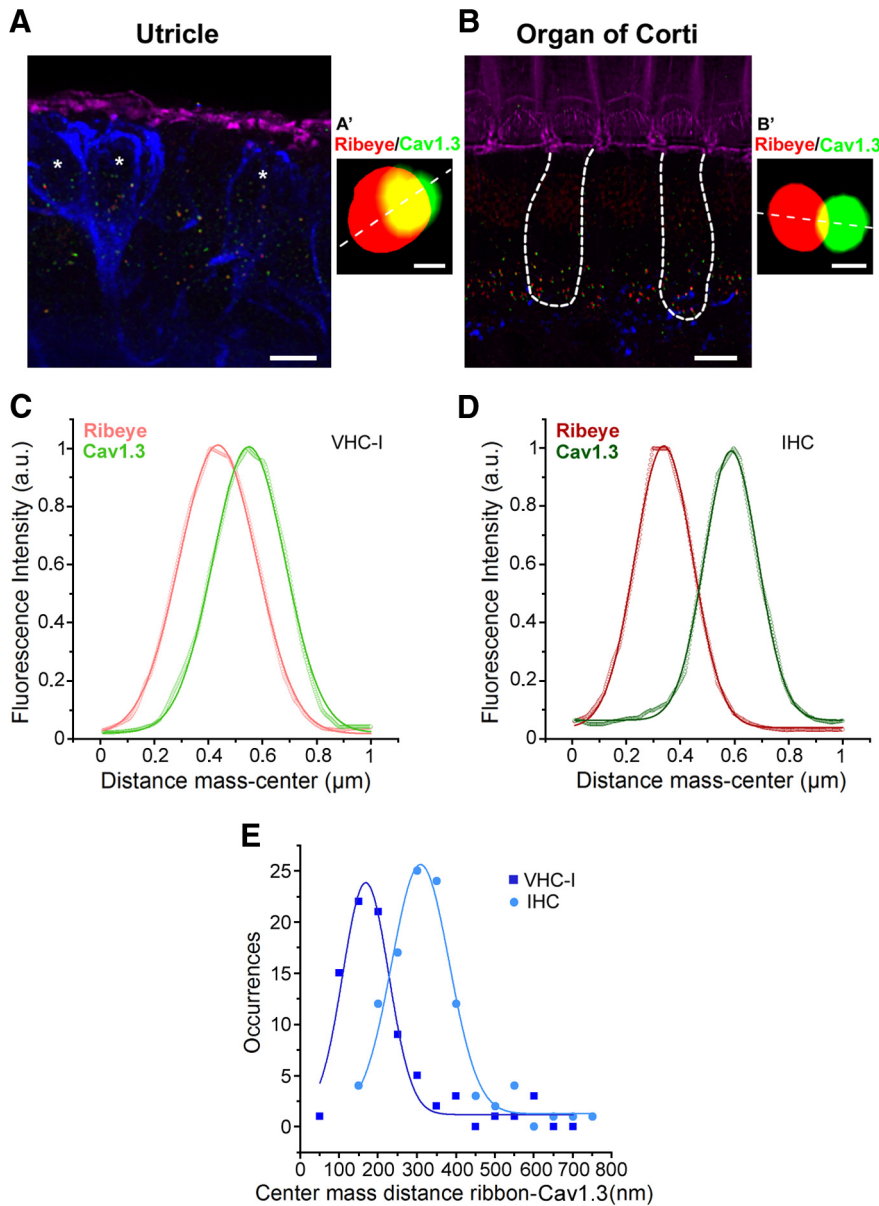 A
Utricle
B
Organ of Corti
A'
Ribeye/Cav1.3
B'
Ribeye/Cav1.3
*
*
*
C
Ribeye
Cav1.3
VHC-I
Fluorescence Intensity (a.u.)
1
0.8
0.6
0.4
0.2
0
0 0.2 0.4 0.6 0.8 1
Distance mass-center (µm)
D
Ribeye
Cav1.3
IHC
Fluorescence Intensity (a.u.)
1
0.8
0.6
0.4
0.2
0
0 0.2 0.4 0.6 0.8 1
Distance mass-center (µm)
E
VHC-I
IHC
Occurrences
25
20
15
10
5
0
0 100 200 300 400 500 600 700 800
Center mass distance ribbon-Cav1.3(nm)